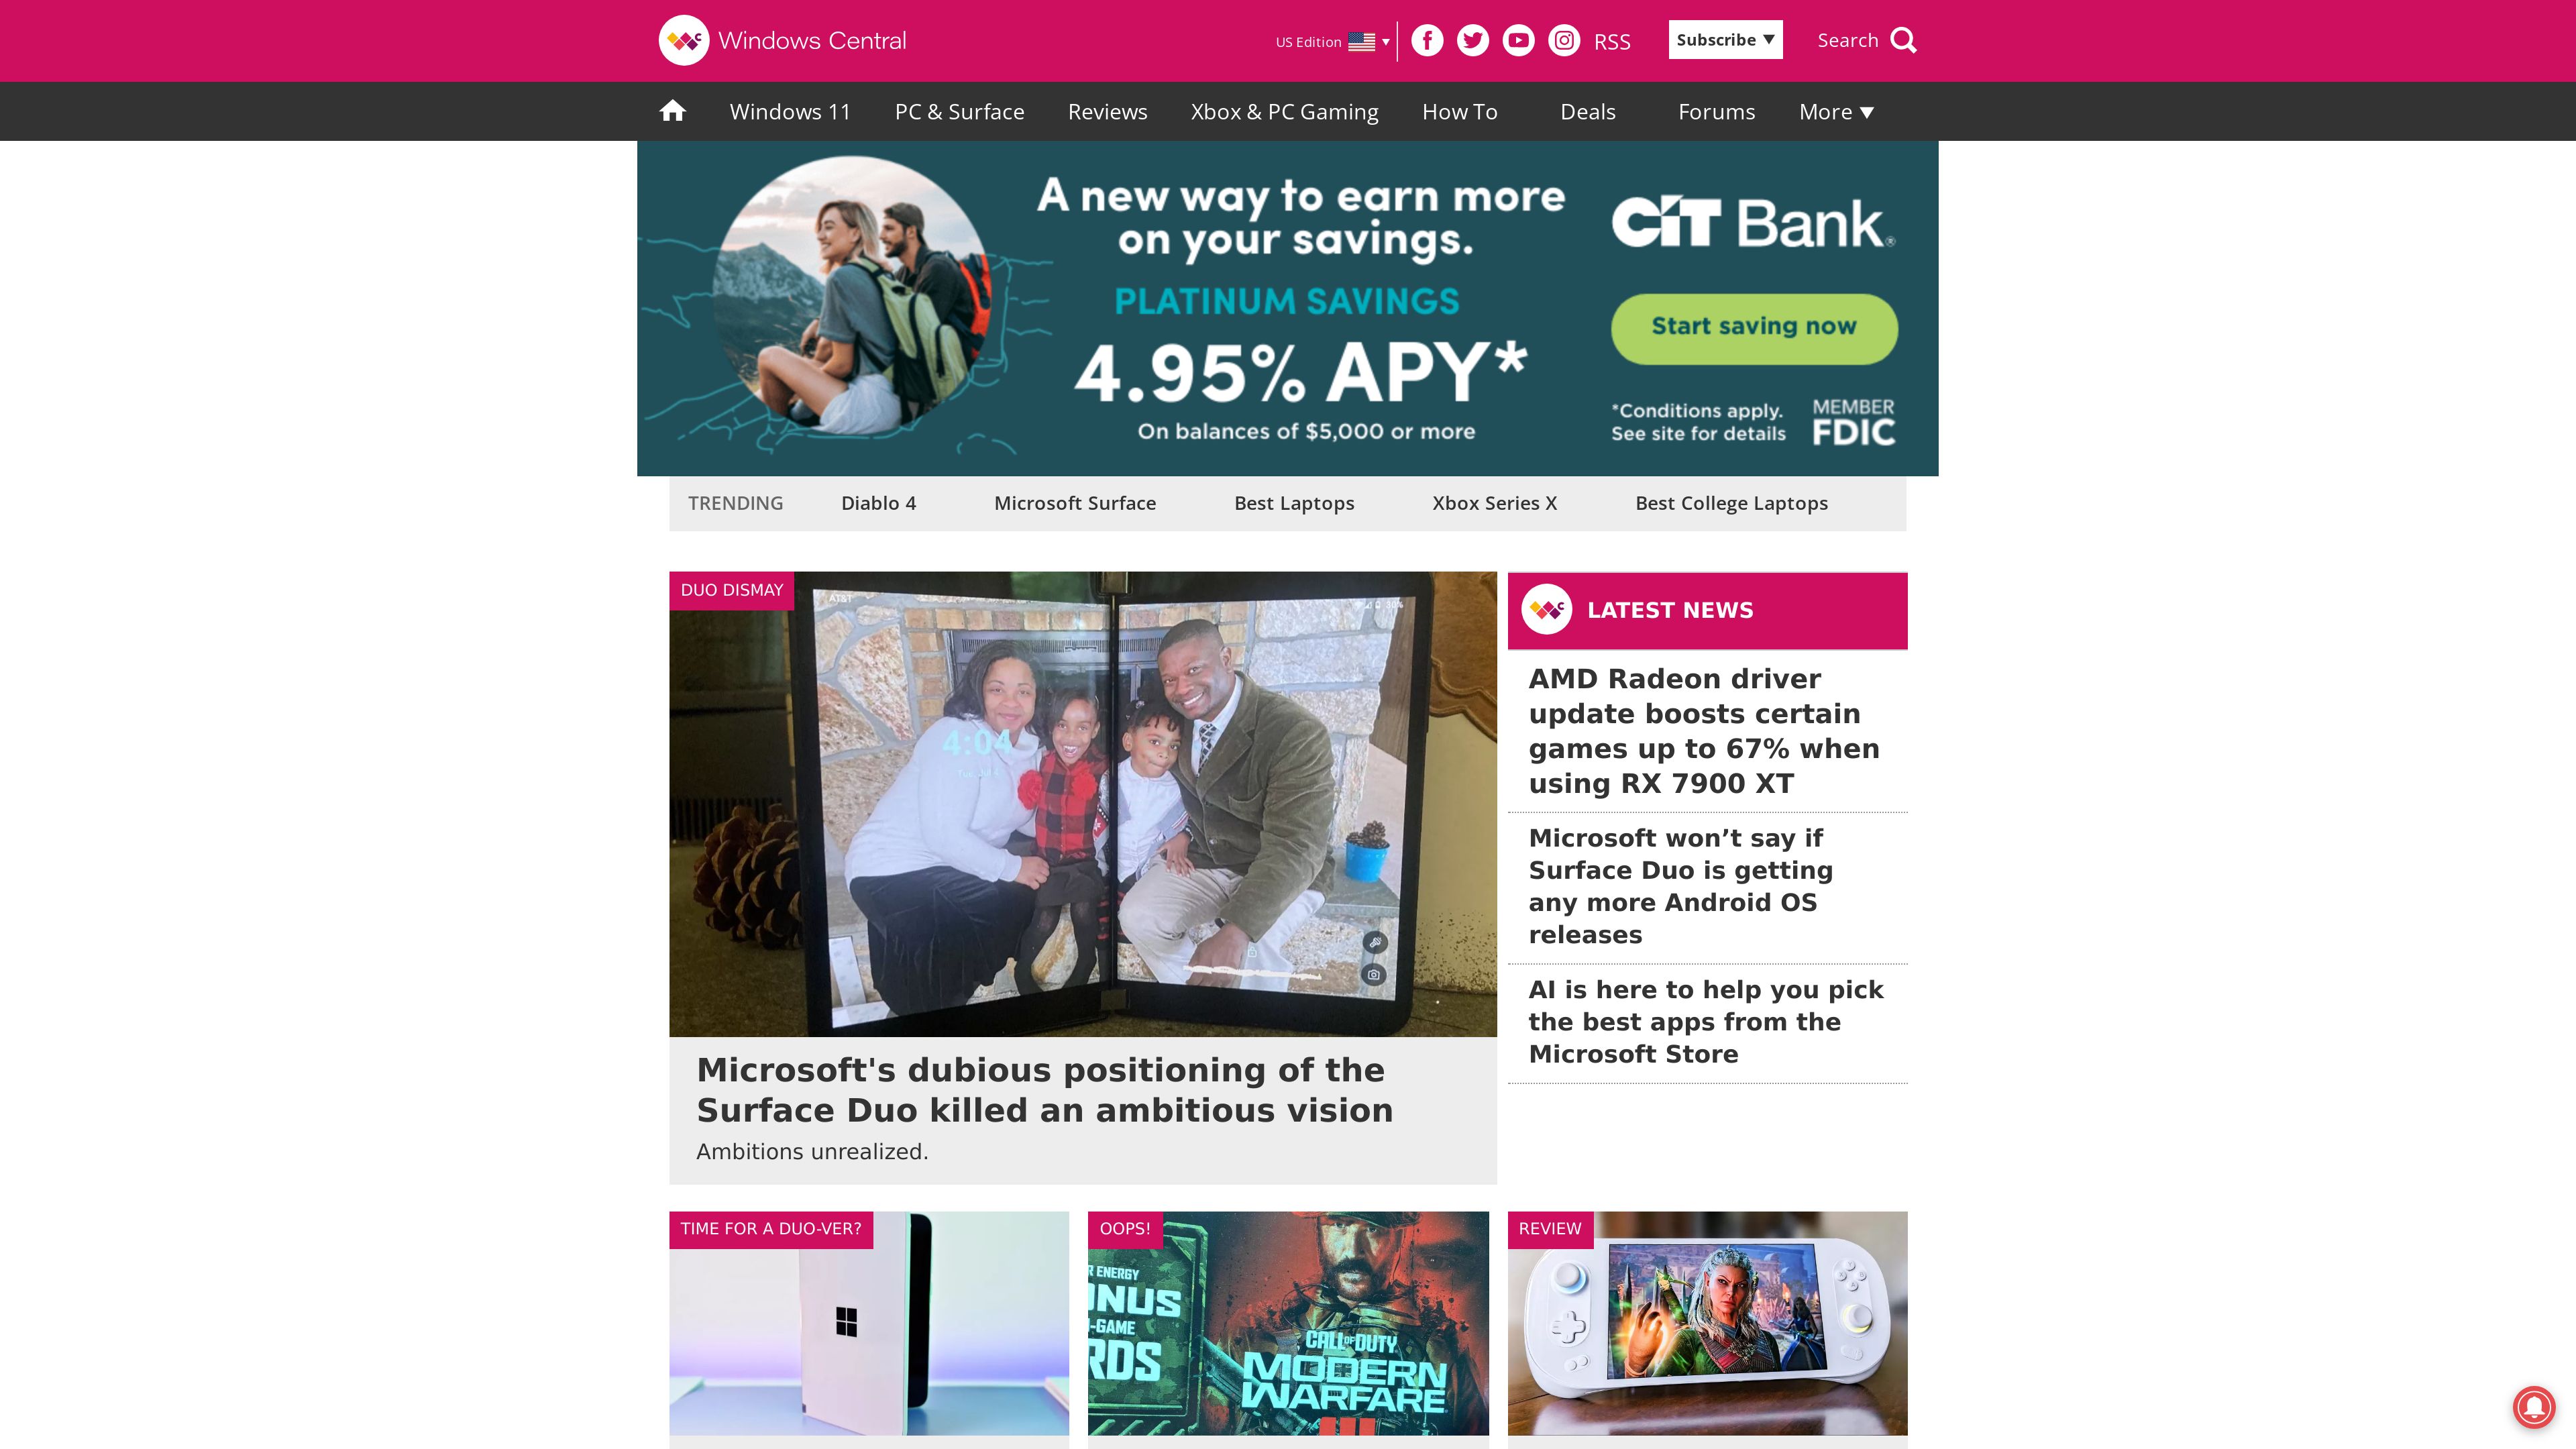 Windows Central
US Edition
RSS
Subscribe ▼
Search
Windows 11
PC & Surface
Reviews
Xbox & PC Gaming
How To
Deals
Forums
More ▼
A new way to earn more
on your savings.
PLATINUM SAVINGS
4.95% APY*
On balances of $5,000 or more
CIT Bank®
Start saving now
*Conditions apply.
See site for details
MEMBER
FDIC
TRENDING
Diablo 4
Microsoft Surface
Best Laptops
Xbox Series X
Best College Laptops
DUO DISMAY
AT&T
30%
4:04
Microsoft's dubious positioning of the
Surface Duo killed an ambitious vision
Ambitions unrealized.
LATEST NEWS
AMD Radeon driver
update boosts certain
games up to 67% when
using RX 7900 XT
Microsoft won’t say if
Surface Duo is getting
any more Android OS
releases
AI is here to help you pick
the best apps from the
Microsoft Store
TIME FOR A DUO-VER?
OOPS!
R ENERGY
NUS
-GAME
RDS
CALL OF DUTY
MODERN
WARFARE
III
REVIEW